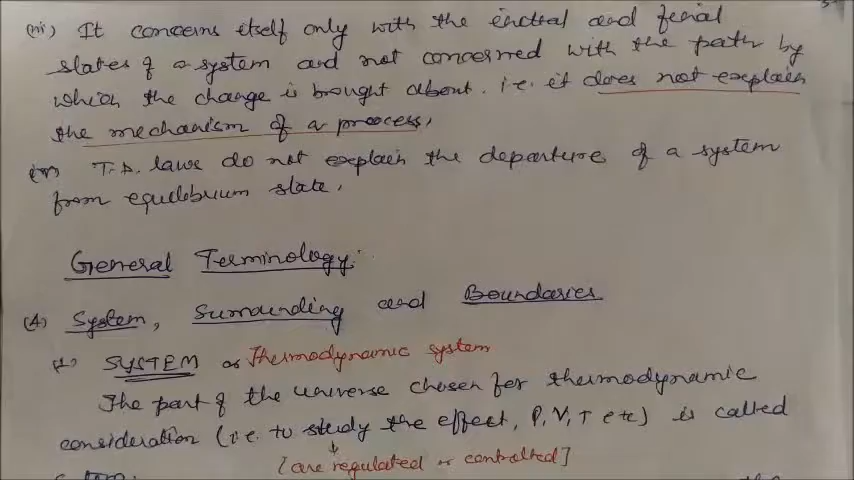 (iii) It concerns itself only with the initial and final
states of a system and not concerned with the path by
which the change is brought about. i.e. it does not explain
the mechanism of a process.
(iv) T.D. laws do not explain the departure of a system
from equilibrium state.
General Terminology:
(A) System, Surrounding and Boundaries
(1) SYSTEM or Thermodynamic system
The part of the universe chosen for thermodynamic
consideration (i.e. to study the effect, P, V, T etc) is called
[are regulated or controlled]